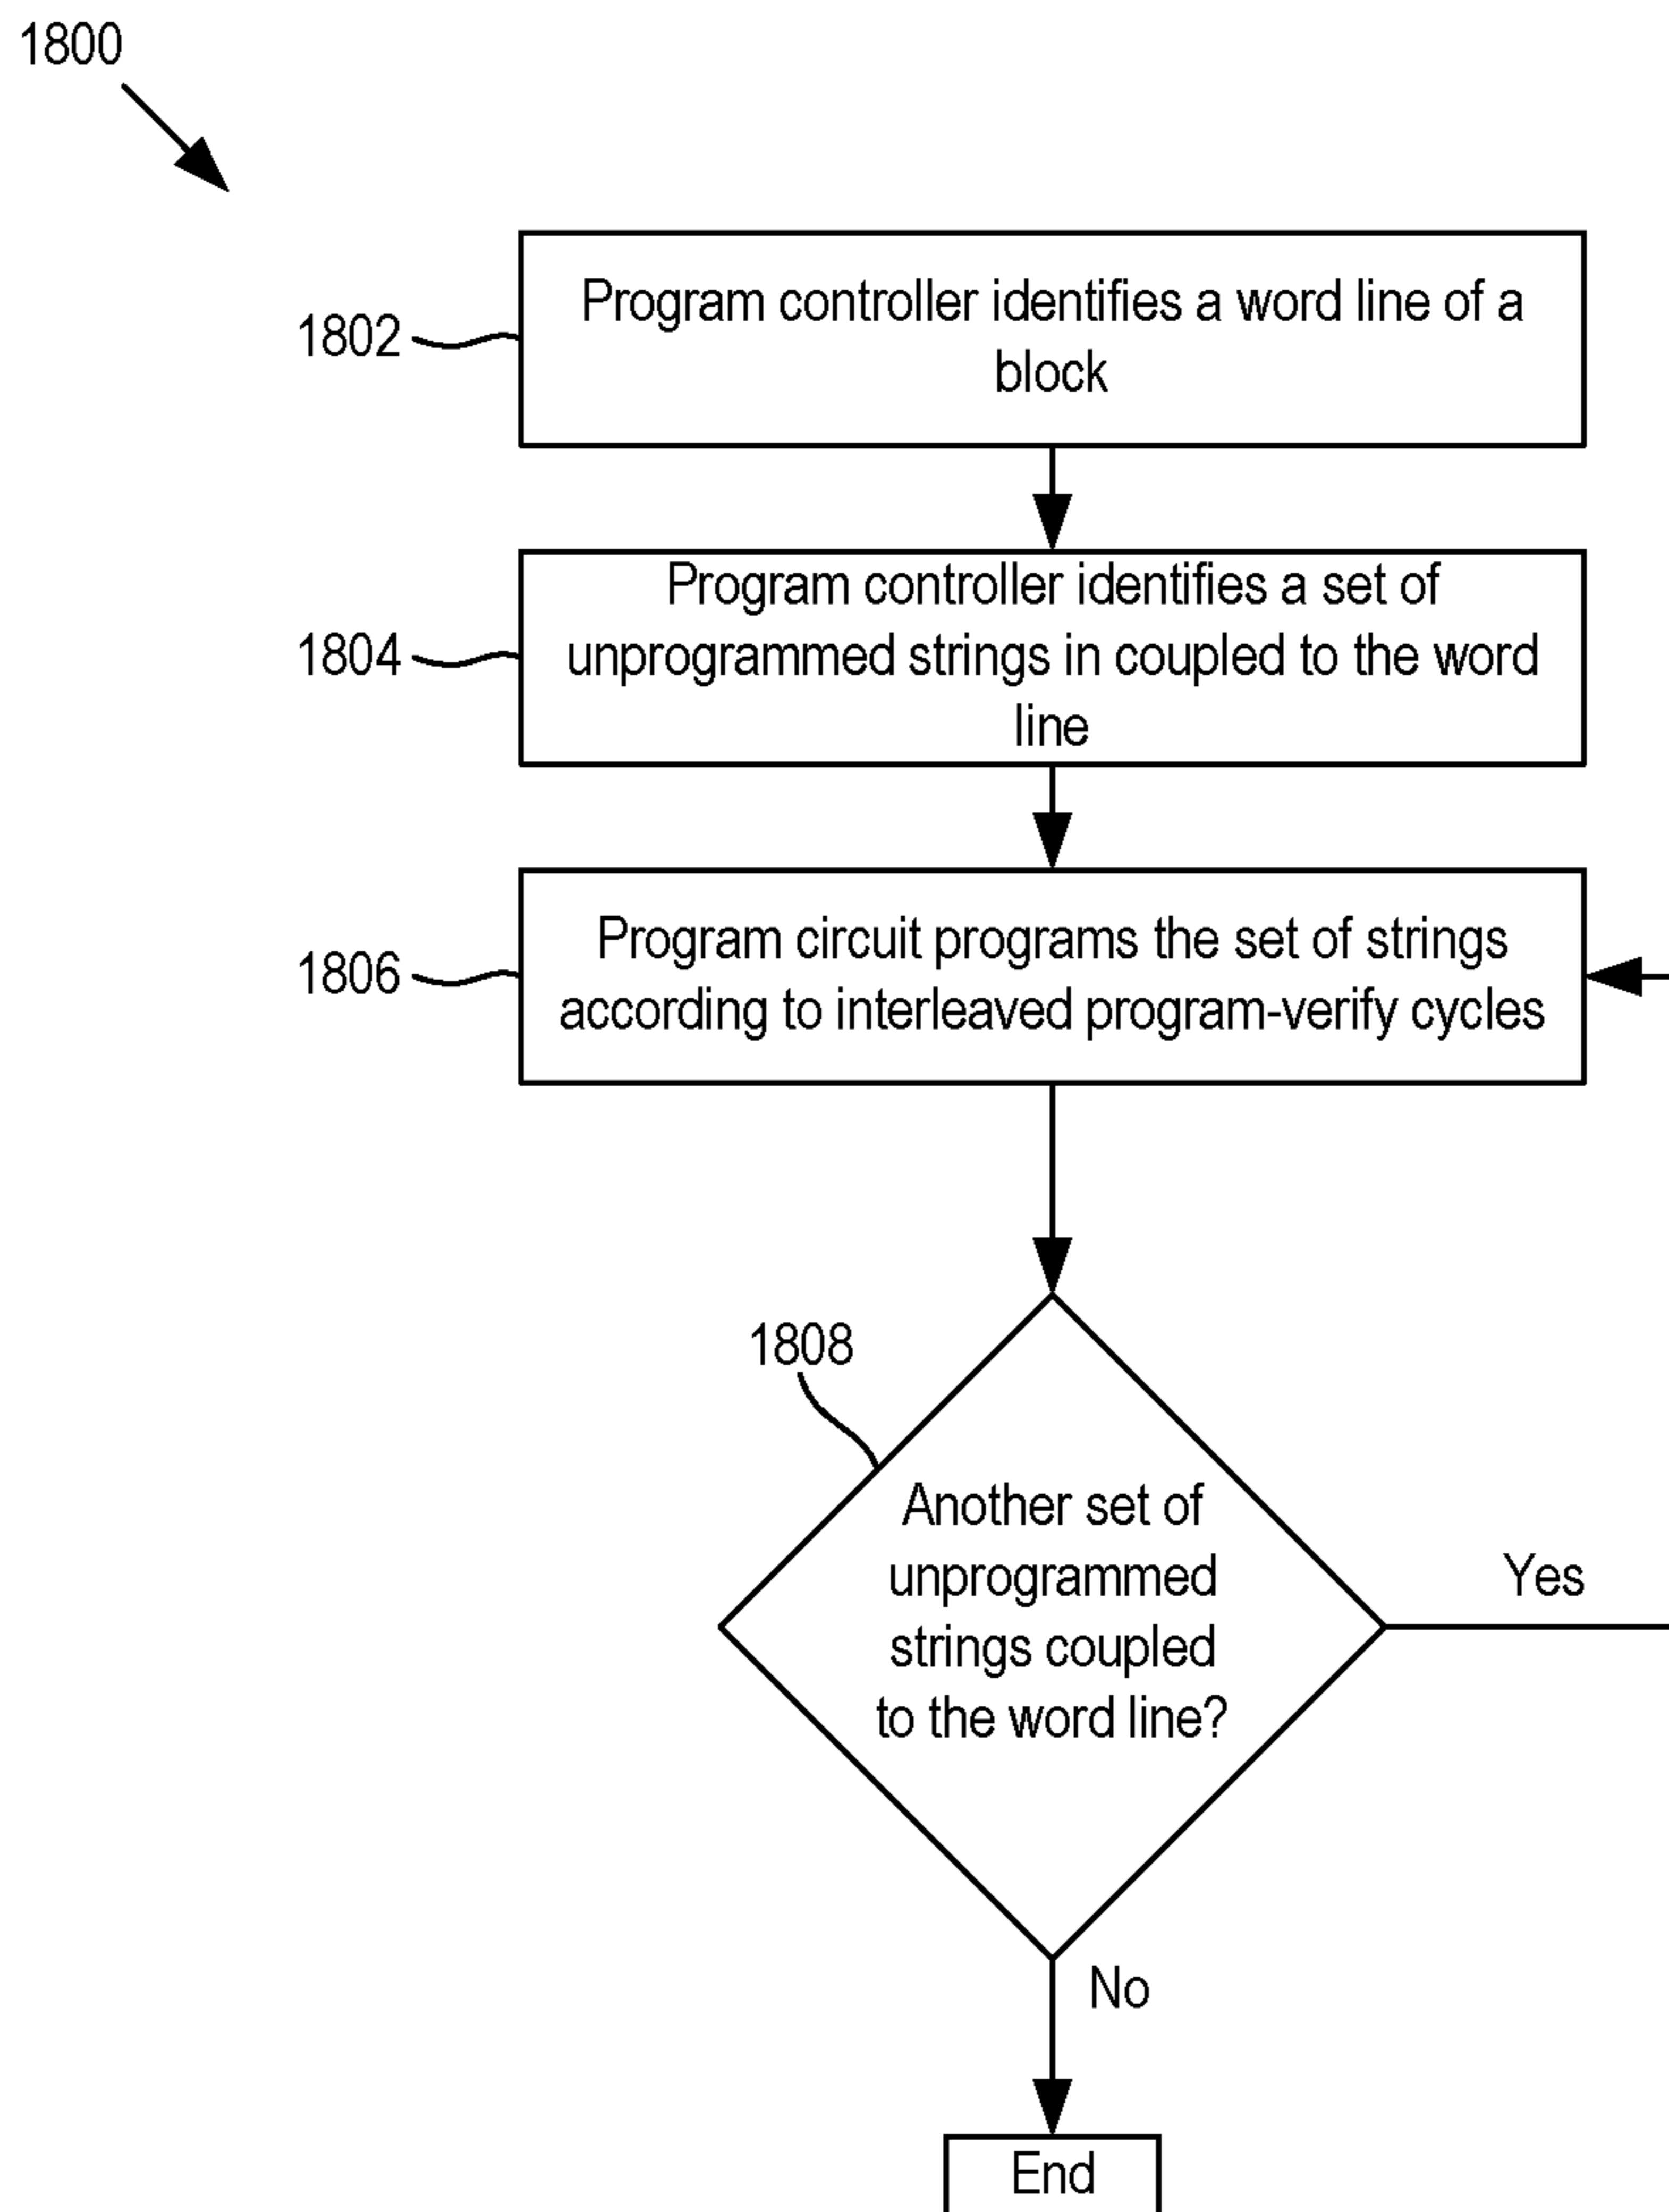 1800
1802
Program controller identifies a word line of a
block
1804
Program controller identifies a set of
unprogrammed strings in coupled to the word
line
1806
Program circuit programs the set of strings
according to interleaved program-verify cycles
1808
Another set of
unprogrammed
strings coupled
to the word line?
Yes
No
End